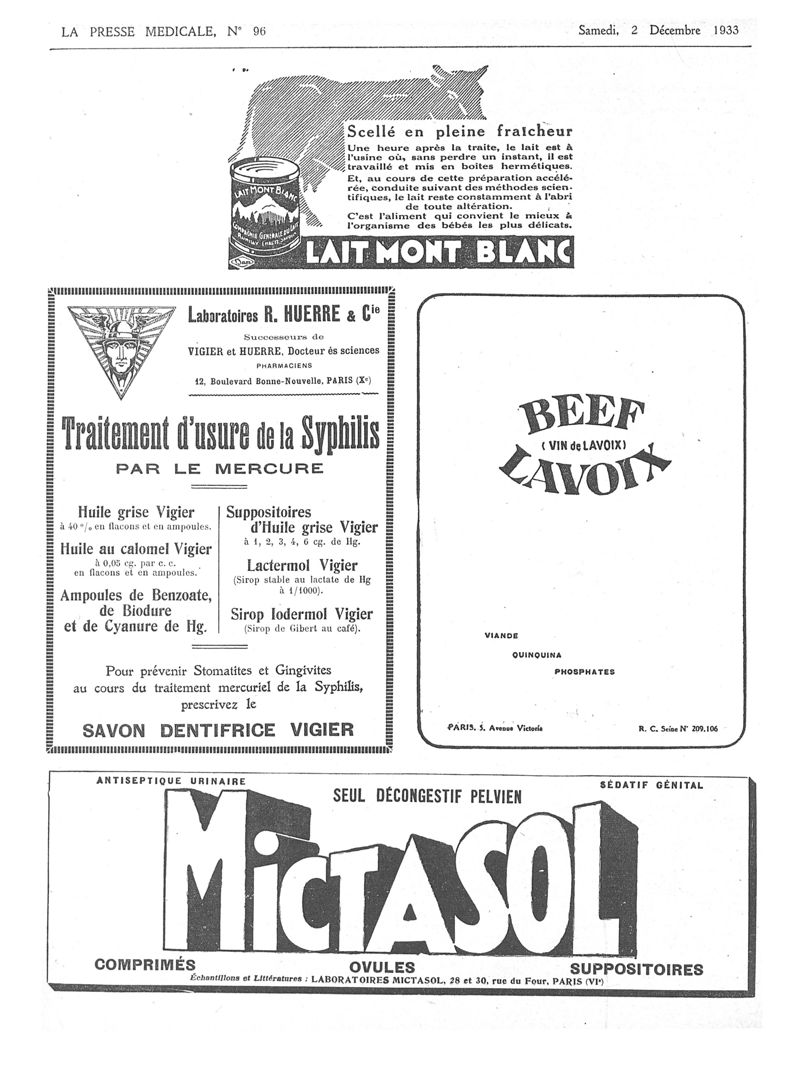 LA PRESSE MEDICALE, N° 96
Samedi, 2 Décembre 1933
Scellé en pleine fraîcheur
Une heure après la traite, le lait est à
l'usine où, sans perdre un instant, il est
travaillé et mis en boîtes hermétiques.
Et, au cours de cette préparation accélé-
rée, conduite suivant des méthodes scien-
tifiques, le lait reste constamment à l'abri
de toute altération.
C'est l'aliment qui convient le mieux à
l'organisme des bébés les plus délicats.
LAIT MONT BLANC
COMPAGNIE GÉNÉRALE DU LAIT
RUMILLY (HAUTE-SAVOIE)
LAIT MONT BLANC
Laboratoires R. HUERRE & Cie
Successeurs de
VIGIER et HUERRE, Docteur ès sciences
PHARMACIENS
12, Boulevard Bonne-Nouvelle, PARIS (Xe)
Traitement d'usure de la Syphilis
PAR LE MERCURE
Huile grise Vigier
à 40 % en flacons et en ampoules.
Huile au calomel Vigier
à 0,05 cg. par c. c.
en flacons et en ampoules.
Ampoules de Benzoate,
de Biodure
et de Cyanure de Hg.
Suppositoires
d'Huile grise Vigier
à 1, 2, 3, 4, 6 cg. de Hg.
Lactermol Vigier
(Sirop stable au lactate de Hg
à 1/1000).
Sirop Iodermol Vigier
(Sirop de Gibert au café).
Pour prévenir Stomatites et Gingivites
au cours du traitement mercuriel de la Syphilis,
prescrivez le
SAVON DENTIFRICE VIGIER
BEEF
(VIN de LAVOIX)
LAVOIX
VIANDE
QUINQUINA
PHOSPHATES
PARIS. 5, Avenue Victoria
R. C. Seine N° 209.106
ANTISEPTIQUE URINAIRE
SEUL DÉCONGESTIF PELVIEN
SÉDATIF GÉNITAL
MicTASOL
COMPRIMÉS
OVULES
SUPPOSITOIRES
Échantillons et Littératures : LABORATOIRES MICTASOL, 28 et 30, rue du Four, PARIS (VIe)